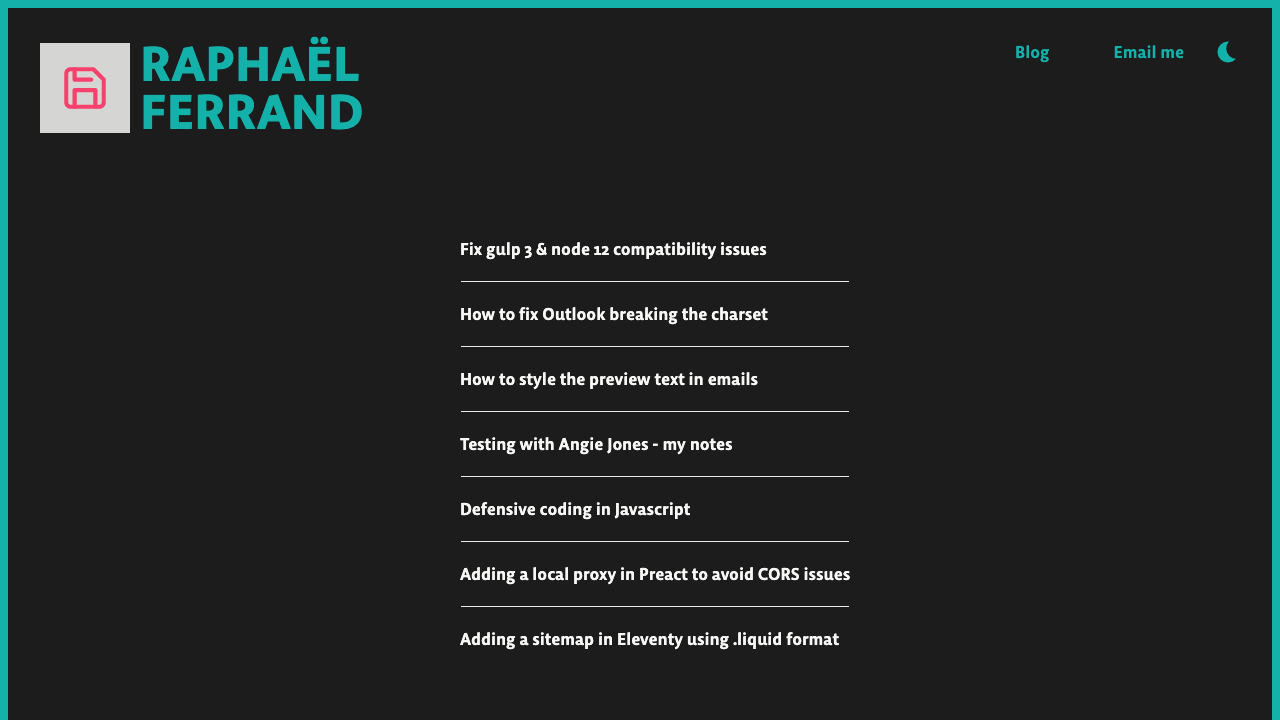 RAPHAËL
FERRAND
Blog
Email me
Fix gulp 3 & node 12 compatibility issues
How to fix Outlook breaking the charset
How to style the preview text in emails
Testing with Angie Jones - my notes
Defensive coding in Javascript
Adding a local proxy in Preact to avoid CORS issues
Adding a sitemap in Eleventy using .liquid format